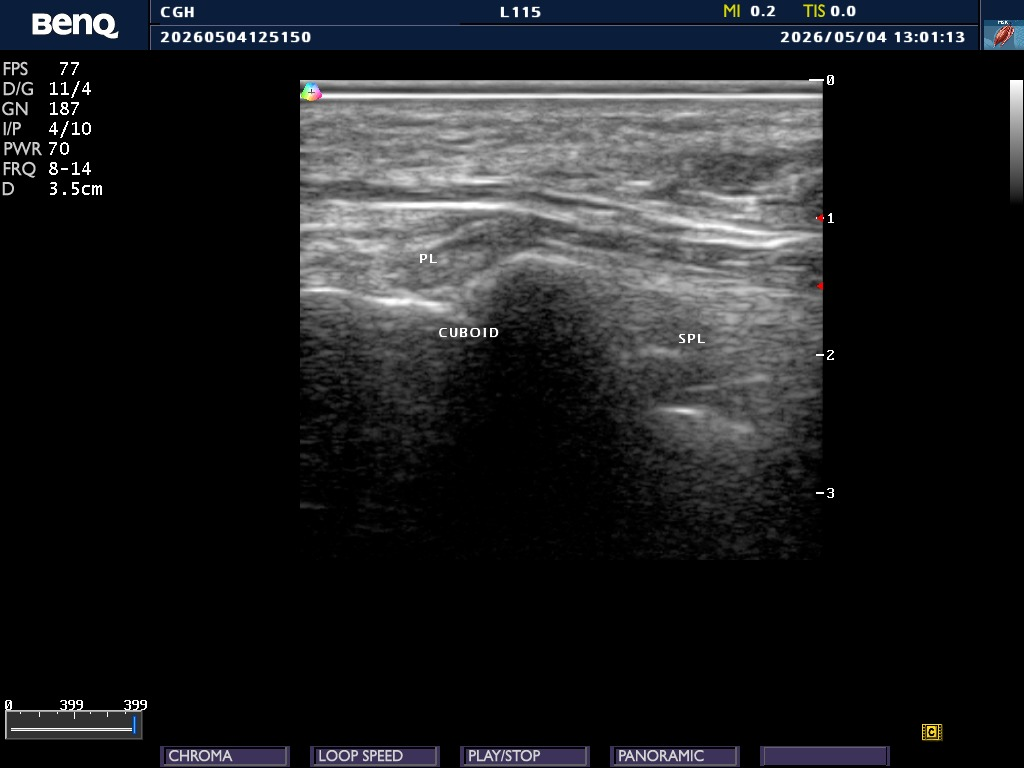 BenQ
CGH L115 MI 0.2 TIS 0.0
20260504125150 2026/05/04 13:01:13
FPS 77
D/G 11/4
GN 187
I/P 4/10
PWR 70
FRQ 8-14
D 3.5cm
0
1
PL
CUBOID
SPL
2
3
0 399 399
C
CHROMA LOOP SPEED PLAY/STOP PANORAMIC